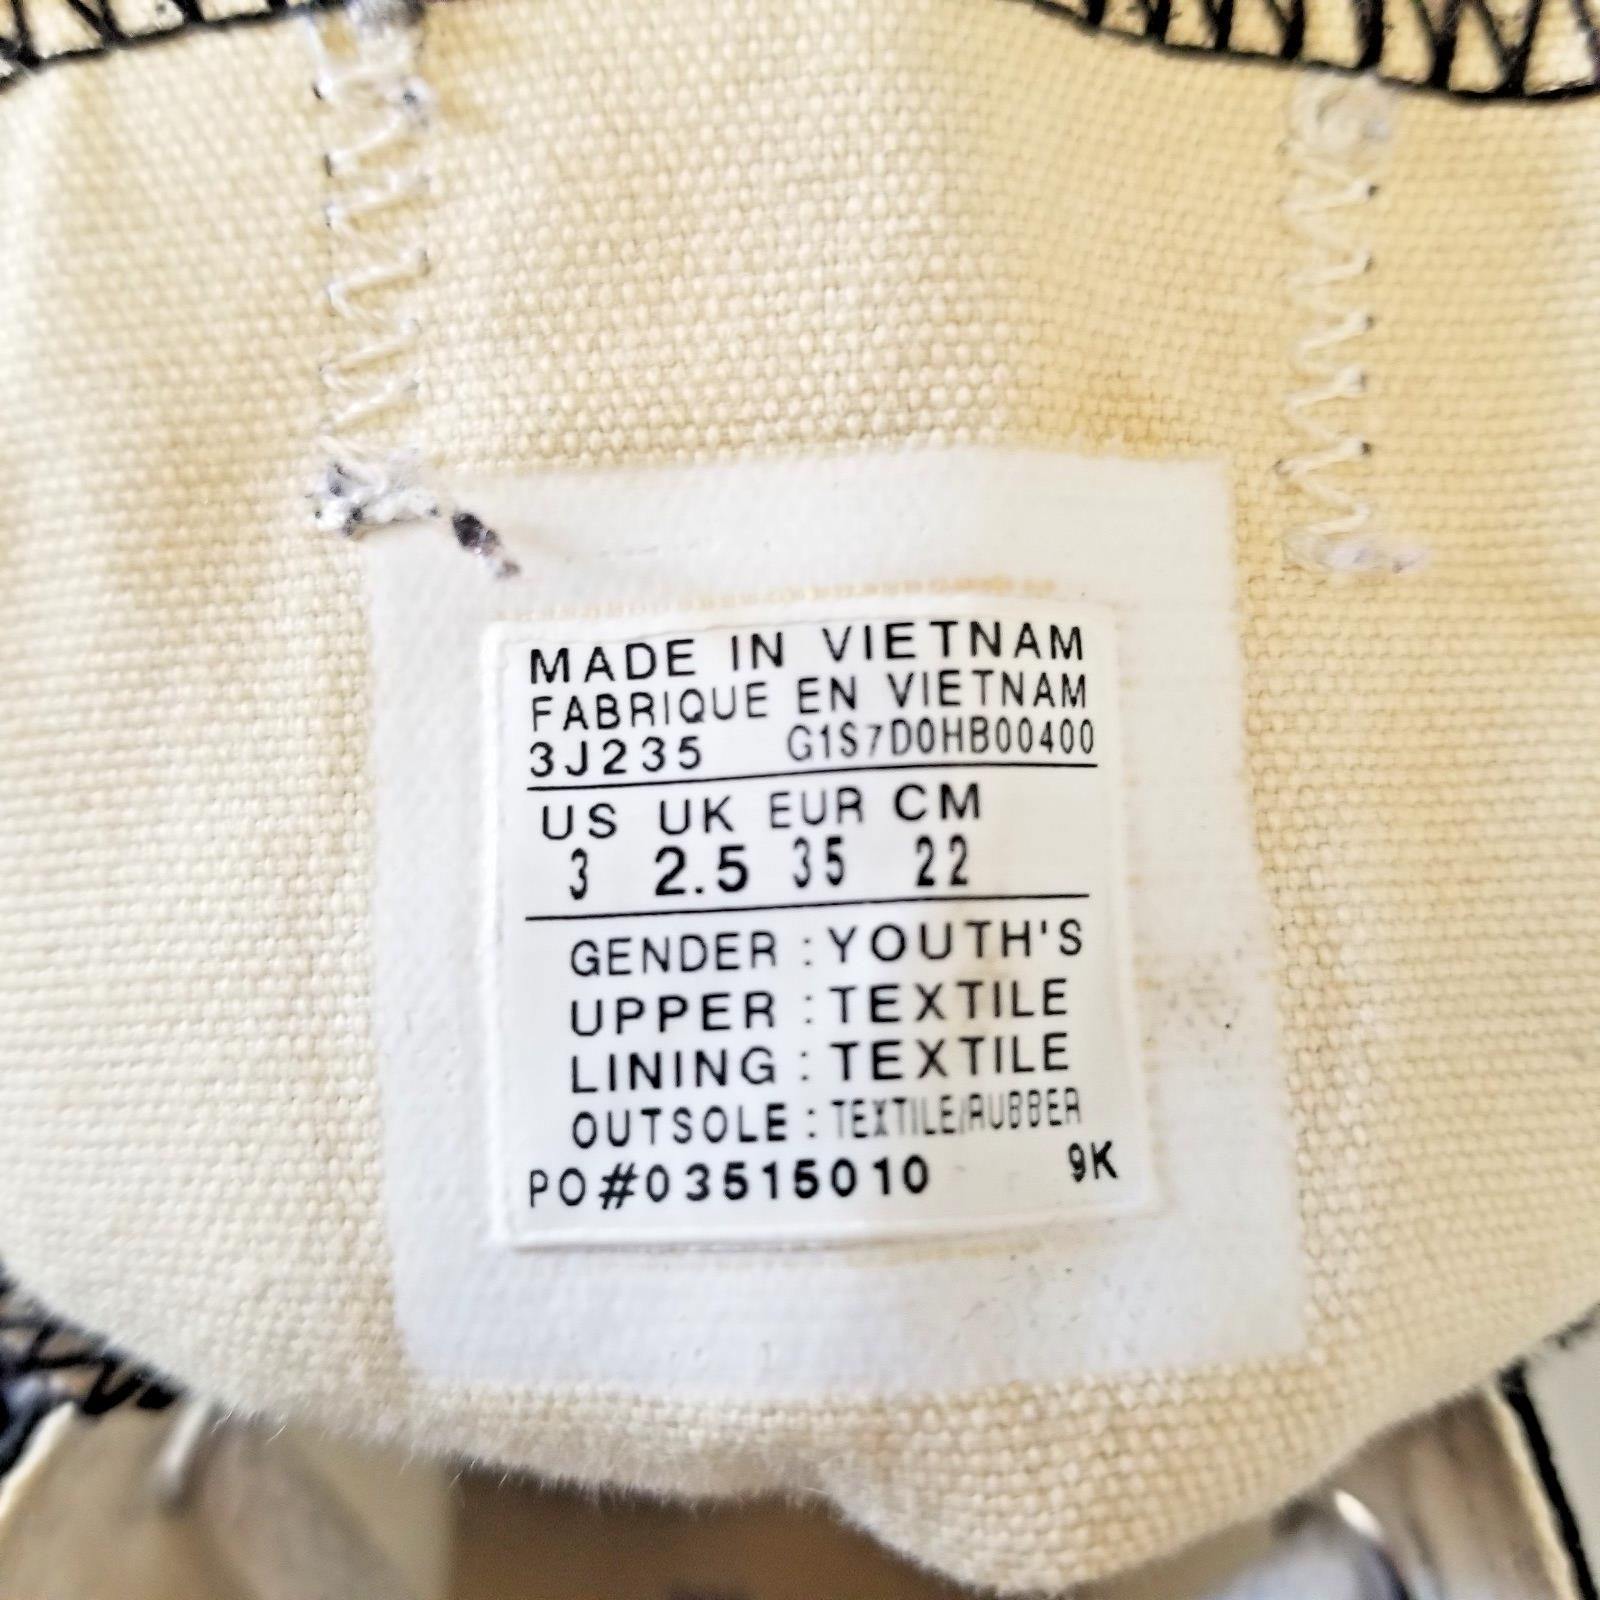 MADE IN VIETNAM
FABRIQUE EN VIETNAM
3J235 G1S7D0HB00400
US UK EUR CM
3 2.5 35 22
GENDER : YOUTH'S
UPPER : TEXTILE
LINING : TEXTILE
OUTSOLE : TEXTILE/RUBBER
PO#03515010 9K